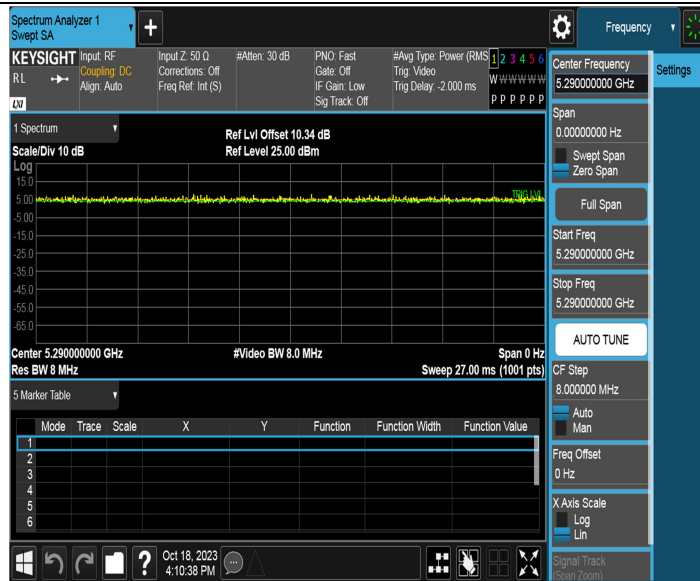 Spectrum Analyzer 1
Swept SA
Frequency
KEYSIGHT
RL
LXI
Input: RF
Coupling: DC
Align: Auto
Input Z: 50 Ω
Corrections: Off
Freq Ref: Int (S)
#Atten: 30 dB
PNO: Fast
Gate: Off
IF Gain: Low
Sig Track: Off
#Avg Type: Power (RMS
Trig: Video
Trig Delay: -2.000 ms
1 2 3 4 5 6
W W W W W W
P P P P P P
Center Frequency
5.290000000 GHz
Settings
Span
0.00000000 Hz
Swept Span
Zero Span
Full Span
Start Freq
5.290000000 GHz
Stop Freq
5.290000000 GHz
AUTO TUNE
CF Step
8.000000 MHz
Auto
Man
Freq Offset
0 Hz
X Axis Scale
Log
Lin
Signal Track
(Span Zoom)
1 Spectrum
Scale/Div 10 dB
Ref Lvl Offset 10.34 dB
Ref Level 25.00 dBm
Log
15.0
5.00
TRIG LVL
-5.00
-15.0
-25.0
-35.0
-45.0
-55.0
-65.0
Center 5.290000000 GHz
#Video BW 8.0 MHz
Span 0 Hz
Res BW 8 MHz
Sweep 27.00 ms (1001 pts)
5 Marker Table
Mode Trace Scale X Y Function Function Width Function Value
1
2
3
4
5
6
?
Oct 18, 2023
4:10:38 PM